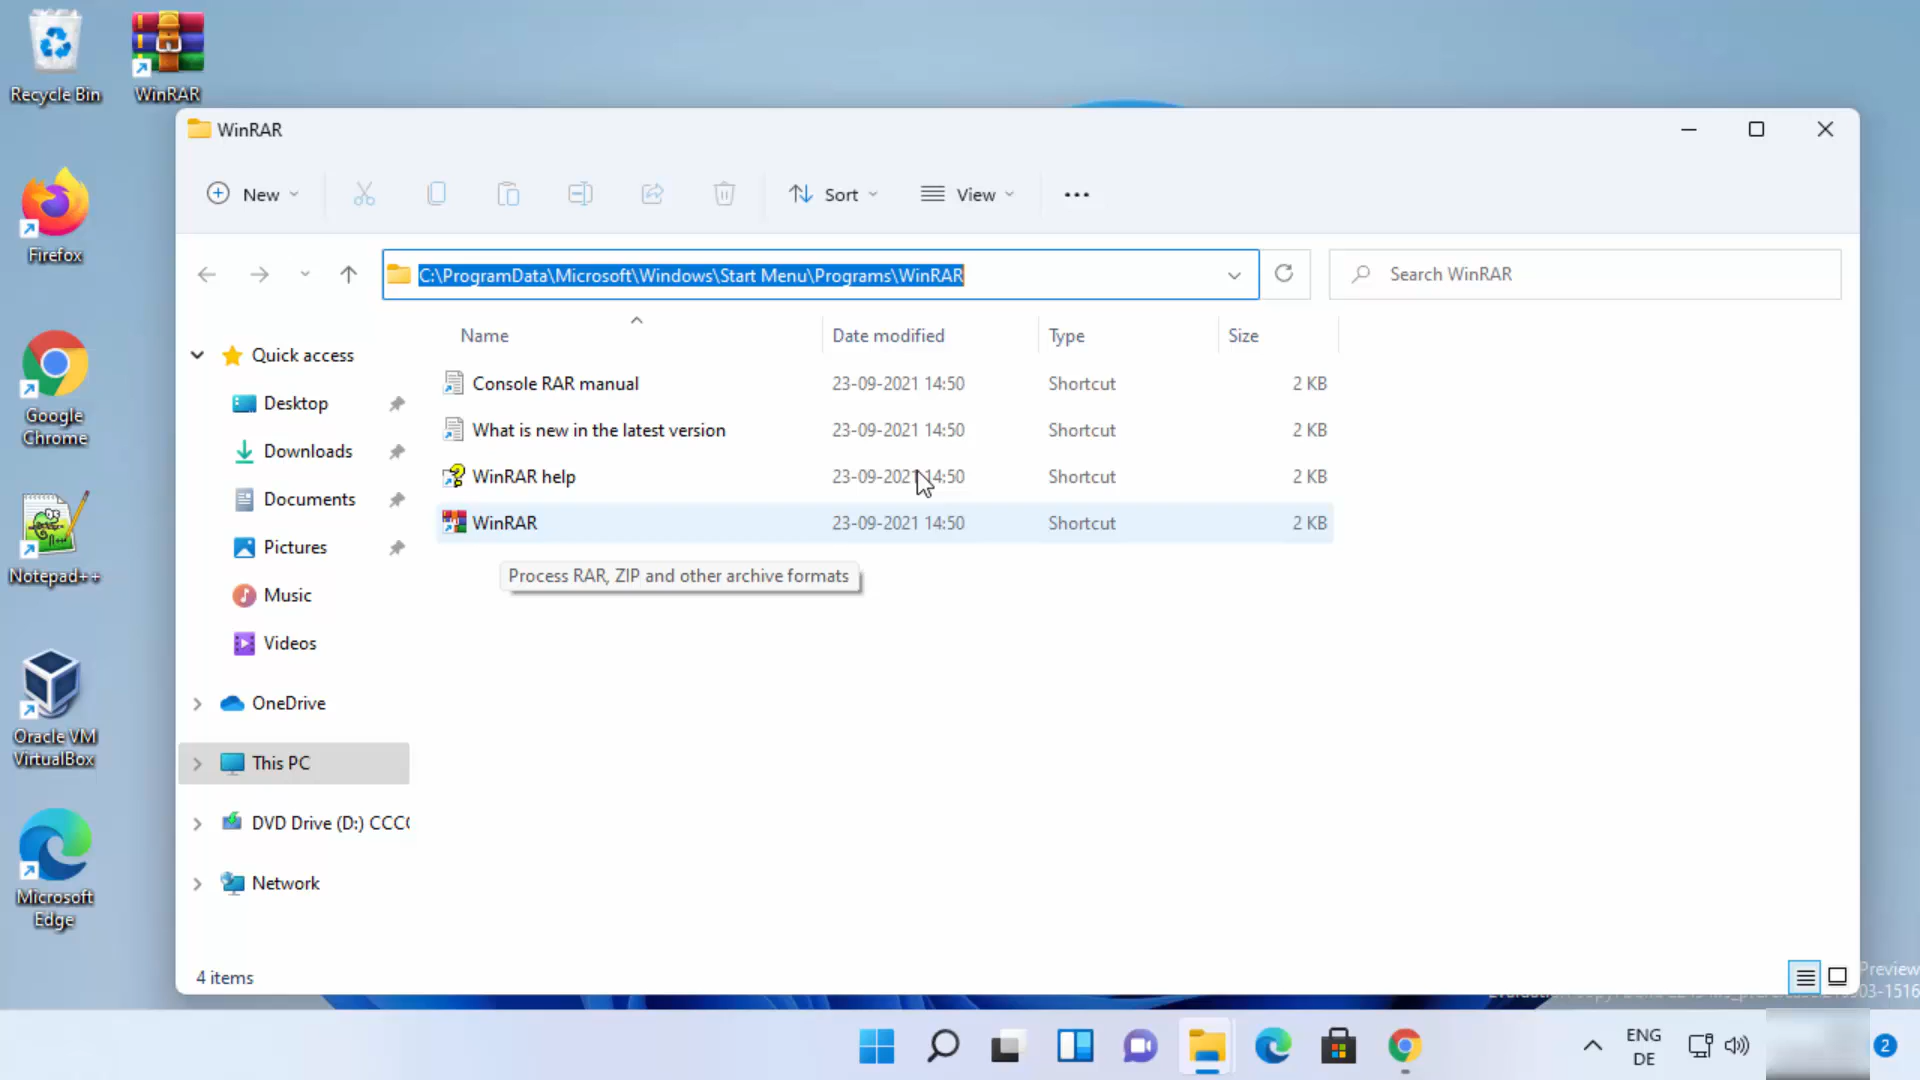 Recycle Bin
WinRAR
Firefox
Google
Chrome
Notepad++
Oracle VM
VirtualBox
Microsoft
Edge
WinRAR
New
Sort
View
C:\ProgramData\Microsoft\Windows\Start Menu\Programs\WinRAR
Search WinRAR
Name Date modified Type Size
Console RAR manual 23-09-2021 14:50 Shortcut 2 KB
What is new in the latest version 23-09-2021 14:50 Shortcut 2 KB
WinRAR help 23-09-2021 14:50 Shortcut 2 KB
WinRAR 23-09-2021 14:50 Shortcut 2 KB
Process RAR, ZIP and other archive formats
Quick access
Desktop
Downloads
Documents
Pictures
Music
Videos
OneDrive
This PC
DVD Drive (D:) CCC
Network
4 items
Preview
03-1516
ENG
DE
2